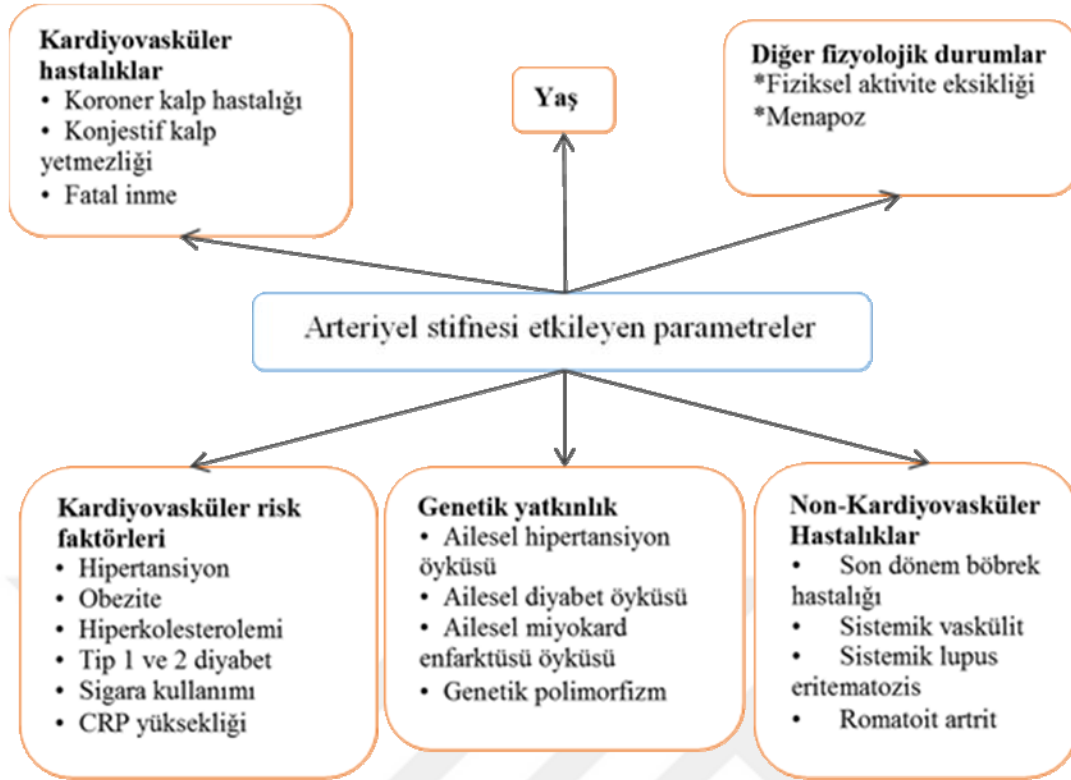 Kardiyovasküler
hastalıklar
• Koroner kalp hastalığı
• Konjestif kalp
yetmezliği
• Fatal inme
Yaş
Diğer fizyolojik durumlar
*Fiziksel aktivite eksikliği
*Menapoz
Arteriyel stifnesi etkileyen parametreler
Kardiyovasküler risk
faktörleri
• Hipertansiyon
• Obezite
• Hiperkolesterolemi
• Tip 1 ve 2 diyabet
• Sigara kullanımı
• CRP yüksekliği
Genetik yatkınlık
• Ailesel hipertansiyon
öyküsü
• Ailesel diyabet öyküsü
• Ailesel miyokard
enfarktüsü öyküsü
• Genetik polimorfizm
Non-Kardiyovasküler
Hastalıklar
• Son dönem böbrek
hastalığı
• Sistemik vaskülit
• Sistemik lupus
eritematozis
• Romatoit artrit